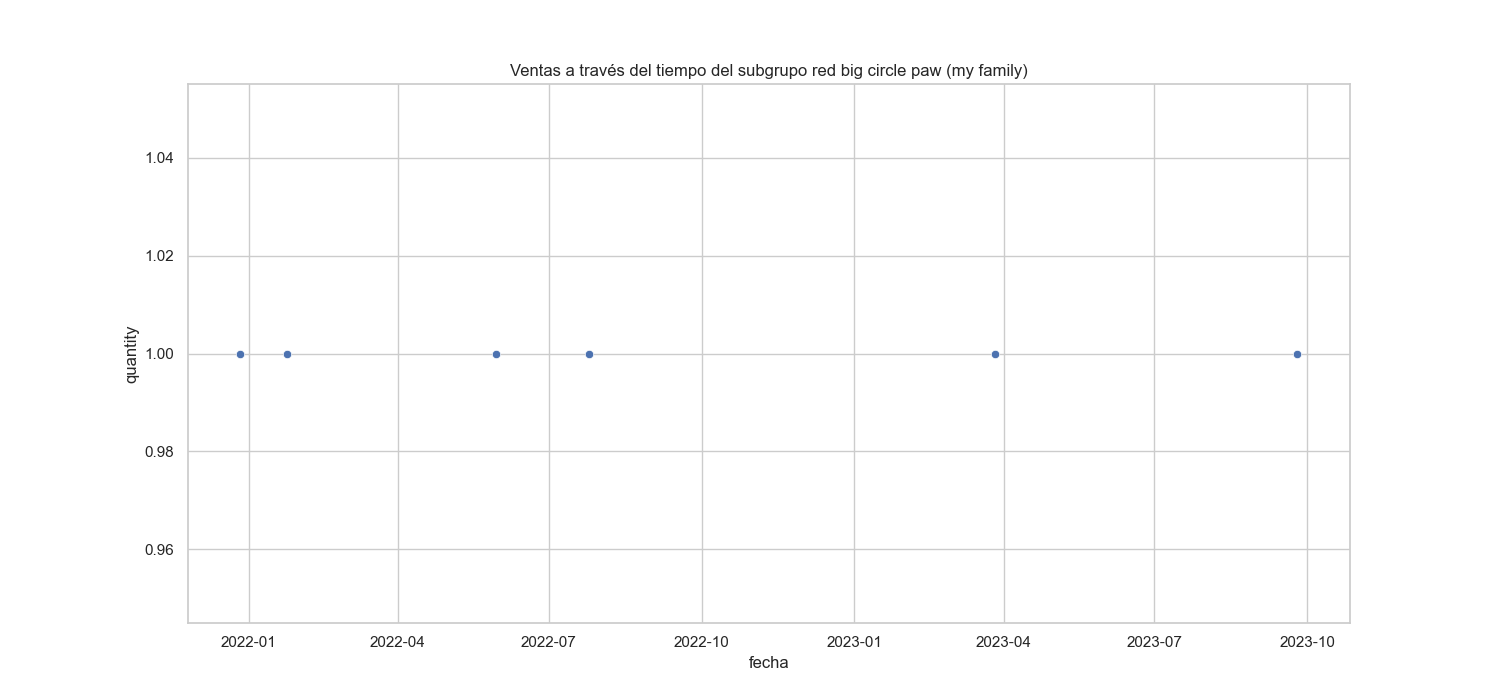 Ventas a través del tiempo del subgrupo red big circle paw (my family)
1.04
1.02
1.00
0.98
0.96
quantity
2022-01 2022-04 2022-07 2022-10 2023-01 2023-04 2023-07 2023-10
fecha